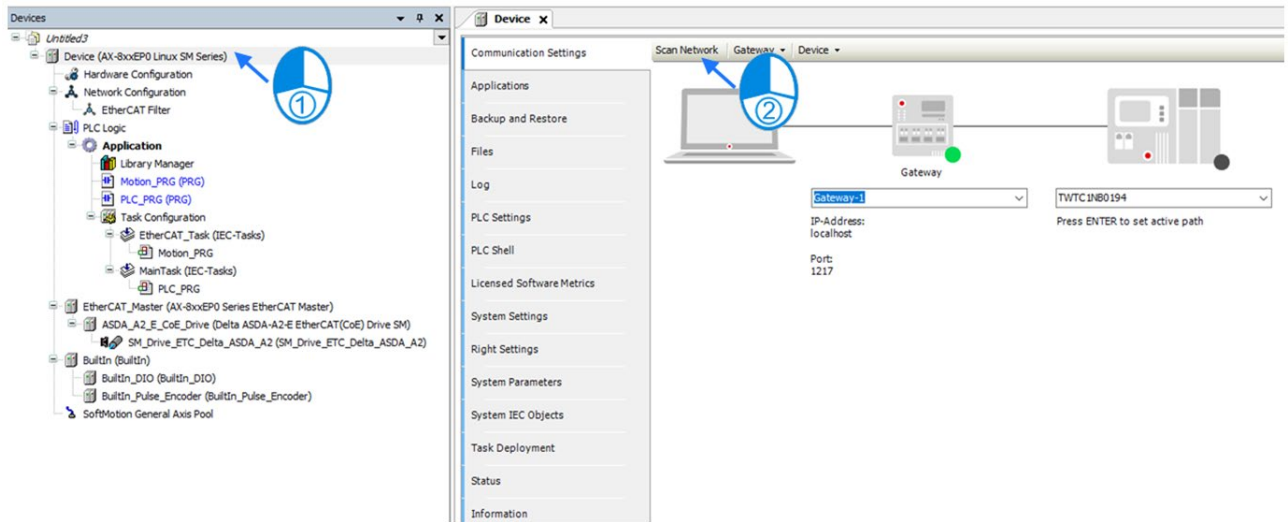 Devices
Untitled3
Device (AX-8xxEP0 Linux SM Series)
Hardware Configuration
Network Configuration
EtherCAT Filter
PLC Logic
Application
Library Manager
Motion_PRG (PRG)
PLC_PRG (PRG)
Task Configuration
EtherCAT_Task (IEC-Tasks)
Motion_PRG
MainTask (IEC-Tasks)
PLC_PRG
EtherCAT_Master (AX-8xxEP0 Series EtherCAT Master)
ASDA_A2_E_CoE_Drive (Delta ASDA-A2-E EtherCAT(CoE) Drive SM)
SM_Drive_ETC_Delta_ASDA_A2 (SM_Drive_ETC_Delta_ASDA_A2)
BuiltIn (BuiltIn)
BuiltIn_DIO (BuiltIn_DIO)
BuiltIn_Pulse_Encoder (BuiltIn_Pulse_Encoder)
SoftMotion General Axis Pool
①
Device
Communication Settings
Applications
Backup and Restore
Files
Log
PLC Settings
PLC Shell
Licensed Software Metrics
System Settings
Right Settings
System Parameters
System IEC Objects
Task Deployment
Status
Information
Scan Network Gateway Device
②
Gateway
Gateway-1
IP-Address:
localhost
Port:
1217
TWTC1NB0194
Press ENTER to set active path